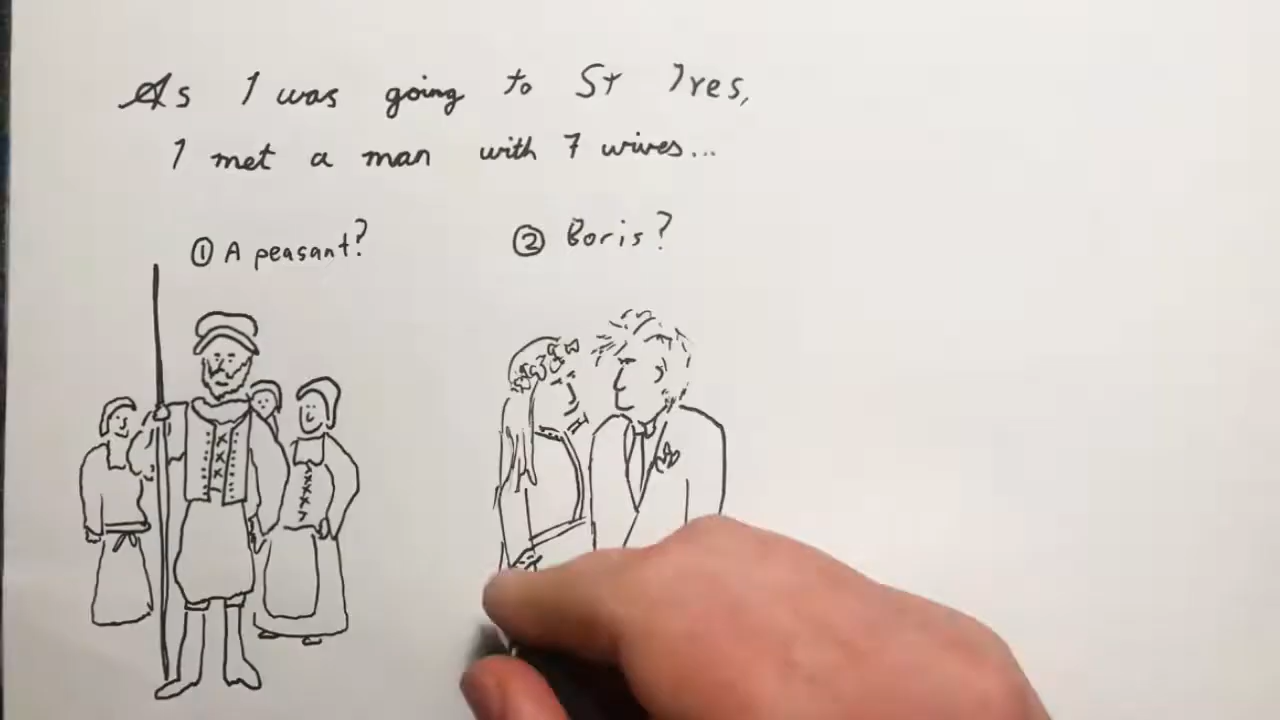 As I was going to St Ives,
I met a man with 7 wives...
① A peasant?
② Boris?